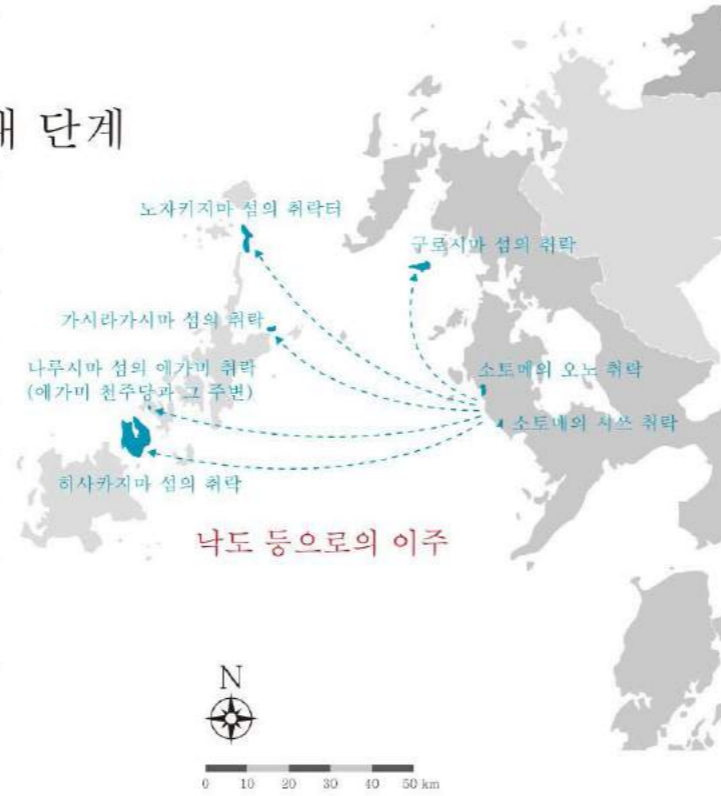 단계
노자키지마 섬의 취락터
구로시마 섬의 취락
가시라가시마 섬의 취락
나루시마 섬의 에가미 취락
(에가미 천주당과 그 주변)
소토메의 오노 취락
소토메의 시쓰 취락
히사카지마 섬의 취락
낙도 등으로의 이주
N
0 10 20 30 40 50 km